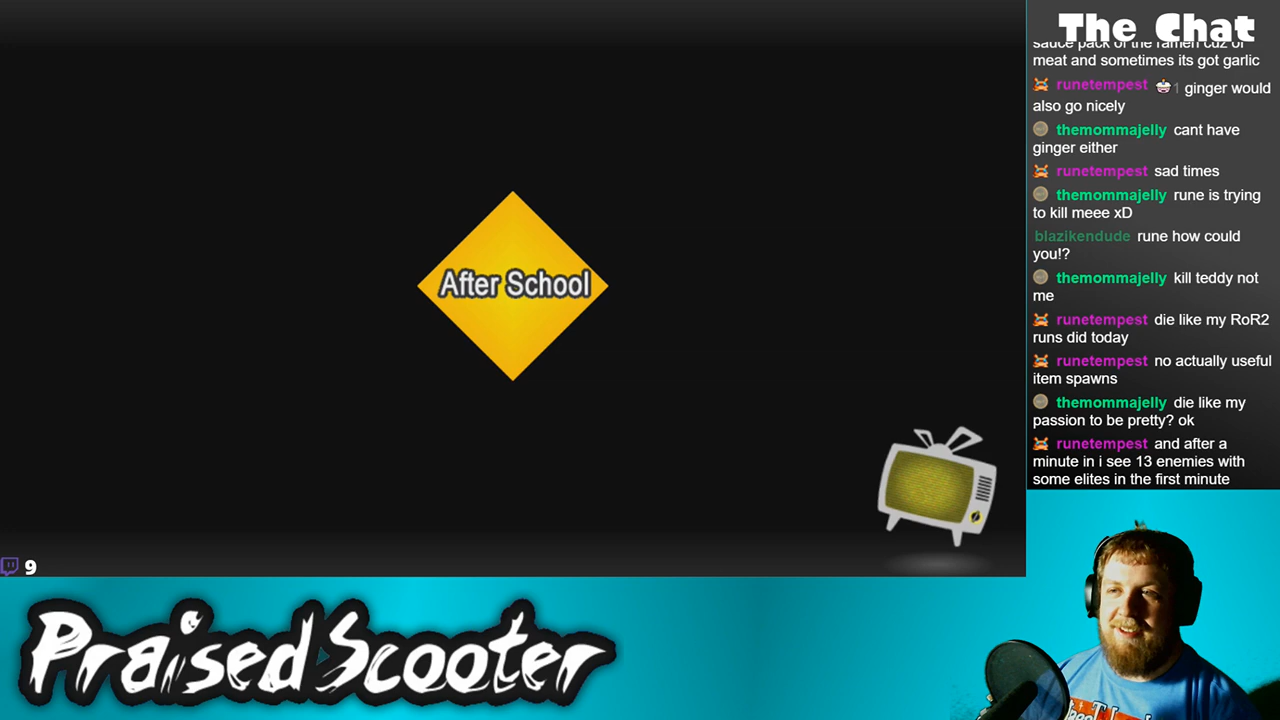 The Chat
sauce pack of the ramen cuz of
meat and sometimes its got garlic
runetempest 1 ginger would
also go nicely
themommajelly cant have
ginger either
runetempest sad times
themommajelly rune is trying
to kill meee xD
blazikendude rune how could
you!?
themommajelly kill teddy not
me
runetempest die like my RoR2
runs did today
runetempest no actually useful
item spawns
themommajelly die like my
passion to be pretty? ok
runetempest and after a
minute in i see 13 enemies with
some elites in the first minute
After School
9
PraisedScooter